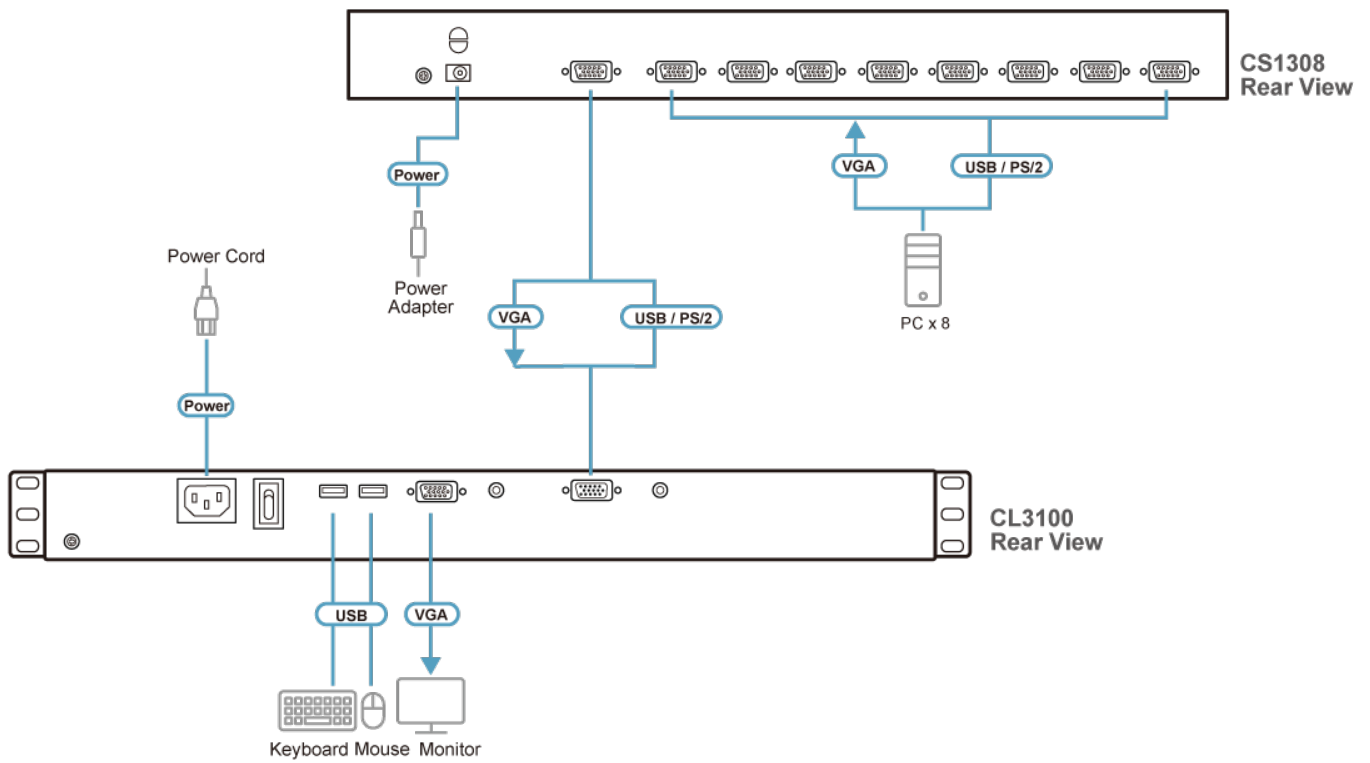 CS1308
Rear View
Power
VGA
USB / PS/2
Power Cord
Power
Adapter
PC x 8
VGA
USB / PS/2
Power
CL3100
Rear View
USB
VGA
Keyboard Mouse Monitor